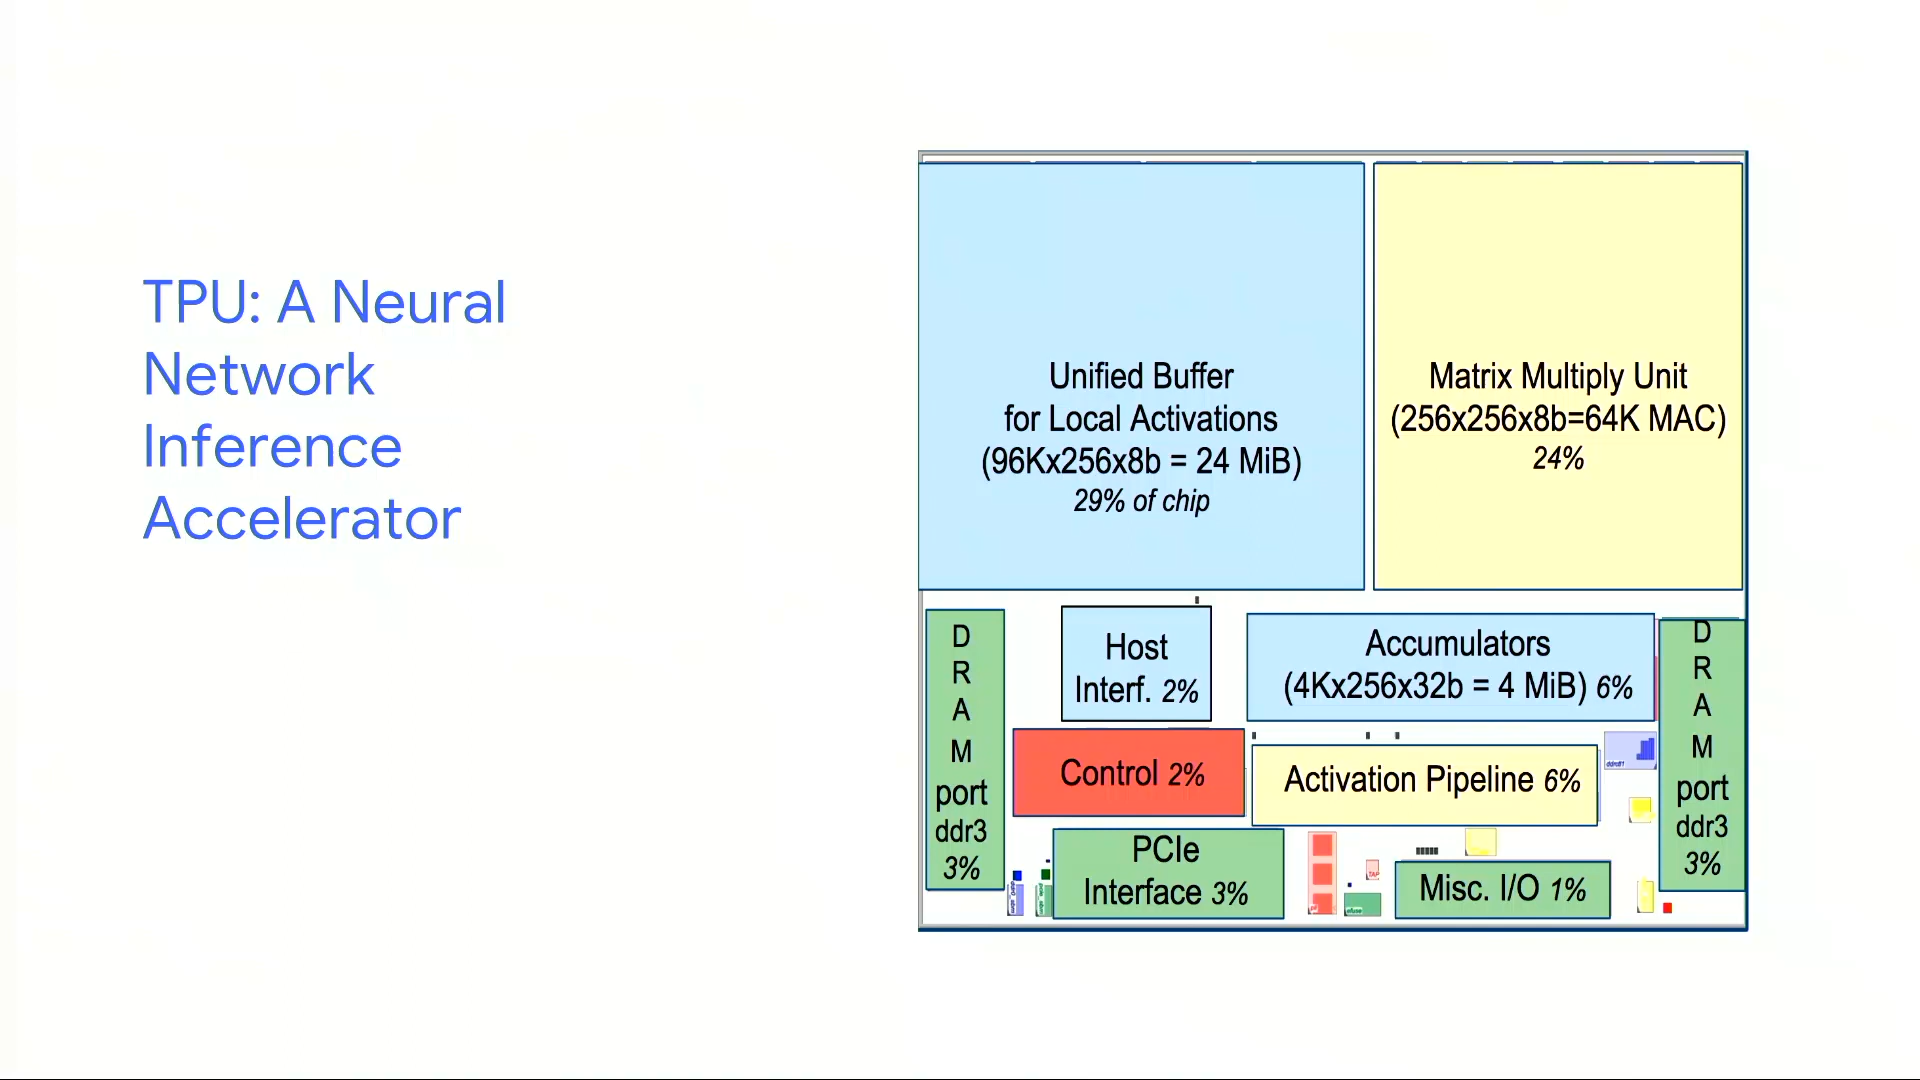 TPU: A Neural
Network
Inference
Accelerator
Unified Buffer
for Local Activations
(96Kx256x8b = 24 MiB)
29% of chip
Matrix Multiply Unit
(256x256x8b=64K MAC)
24%
D
R
A
M
port
ddr3
3%
Host
Interf. 2%
Accumulators
(4Kx256x32b = 4 MiB) 6%
D
R
A
M
port
ddr3
3%
Control 2%
Activation Pipeline 6%
PCIe
Interface 3%
Misc. I/O 1%
TAP
efuse